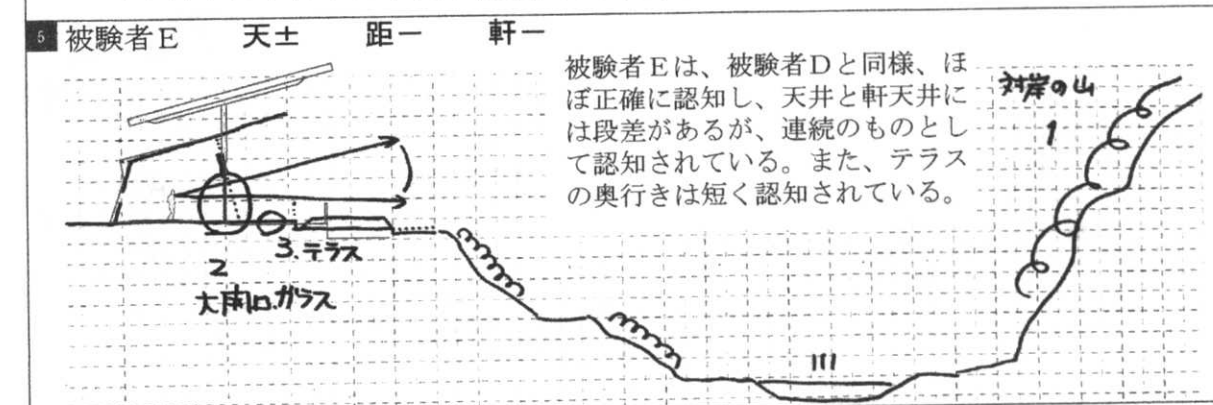 5 被験者E 天± 距ー 軒ー
被験者Eは、被験者Dと同様、ほ
ぼ正確に認知し、天井と軒天井に
は段差があるが、連続のものとし
て認知されている。また、テラス
の奥行きは短く認知されている。
対岸の山
1
3.テラス
2
大開口.ガラス
川